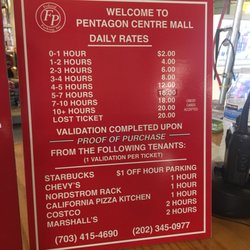 FP
WELCOME TO
PENTAGON CENTRE MALL
DAILY RATES
0-1 HOUR $2.00
1-2 HOURS 4.00
2-3 HOURS 6.00
3-4 HOURS 8.00
4-5 HOURS 12.00
5-7 HOURS 16.00
7-10 HOURS 18.00
10+ HOURS 20.00
LOST TICKET 20.00
CREDIT
CARDS
ACCEPTED
VALIDATION COMPLETED UPON
PROOF OF PURCHASE
FROM THE FOLLOWING TENANTS:
(1 VALIDATION PER TICKET)
STARBUCKS $1 OFF HOUR PARKING
CHEVY'S 1 HOUR
NORDSTROM RACK 1 HOUR
CALIFORNIA PIZZA KITCHEN 1 HOUR
COSTCO 2 HOURS
MARSHALL'S 2 HOURS
(703) 415-4690 (202) 345-0977